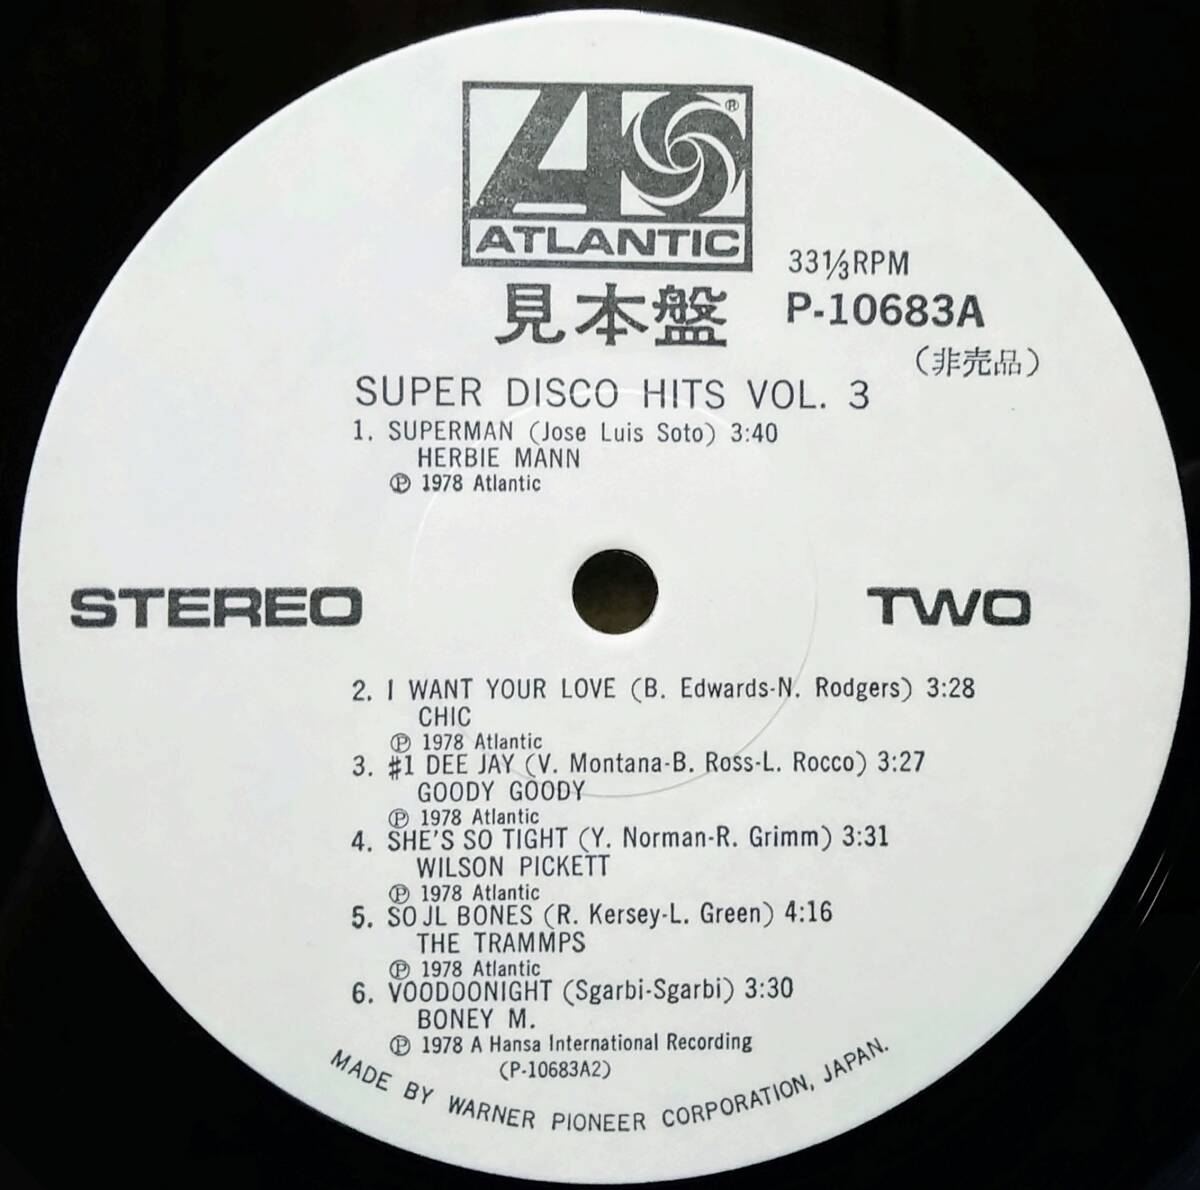 ATLANTIC
®
33⅓RPM
見本盤
P-10683A
（非売品）
SUPER DISCO HITS VOL. 3
1. SUPERMAN (Jose Luis Soto) 3:40
HERBIE MANN
Ⓟ 1978 Atlantic
STEREO
TWO
2. I WANT YOUR LOVE (B. Edwards-N. Rodgers) 3:28
CHIC
Ⓟ 1978 Atlantic
3. #1 DEE JAY (V. Montana-B. Ross-L. Rocco) 3:27
GOODY GOODY
Ⓟ 1978 Atlantic
4. SHE'S SO TIGHT (Y. Norman-R. Grimm) 3:31
WILSON PICKETT
Ⓟ 1978 Atlantic
5. SOJL BONES (R. Kersey-L. Green) 4:16
THE TRAMMPS
Ⓟ 1978 Atlantic
6. VOODOONIGHT (Sgarbi-Sgarbi) 3:30
BONEY M.
Ⓟ 1978 A Hansa International Recording
(P-10683A2)
MADE BY WARNER PIONEER CORPORATION, JAPAN.